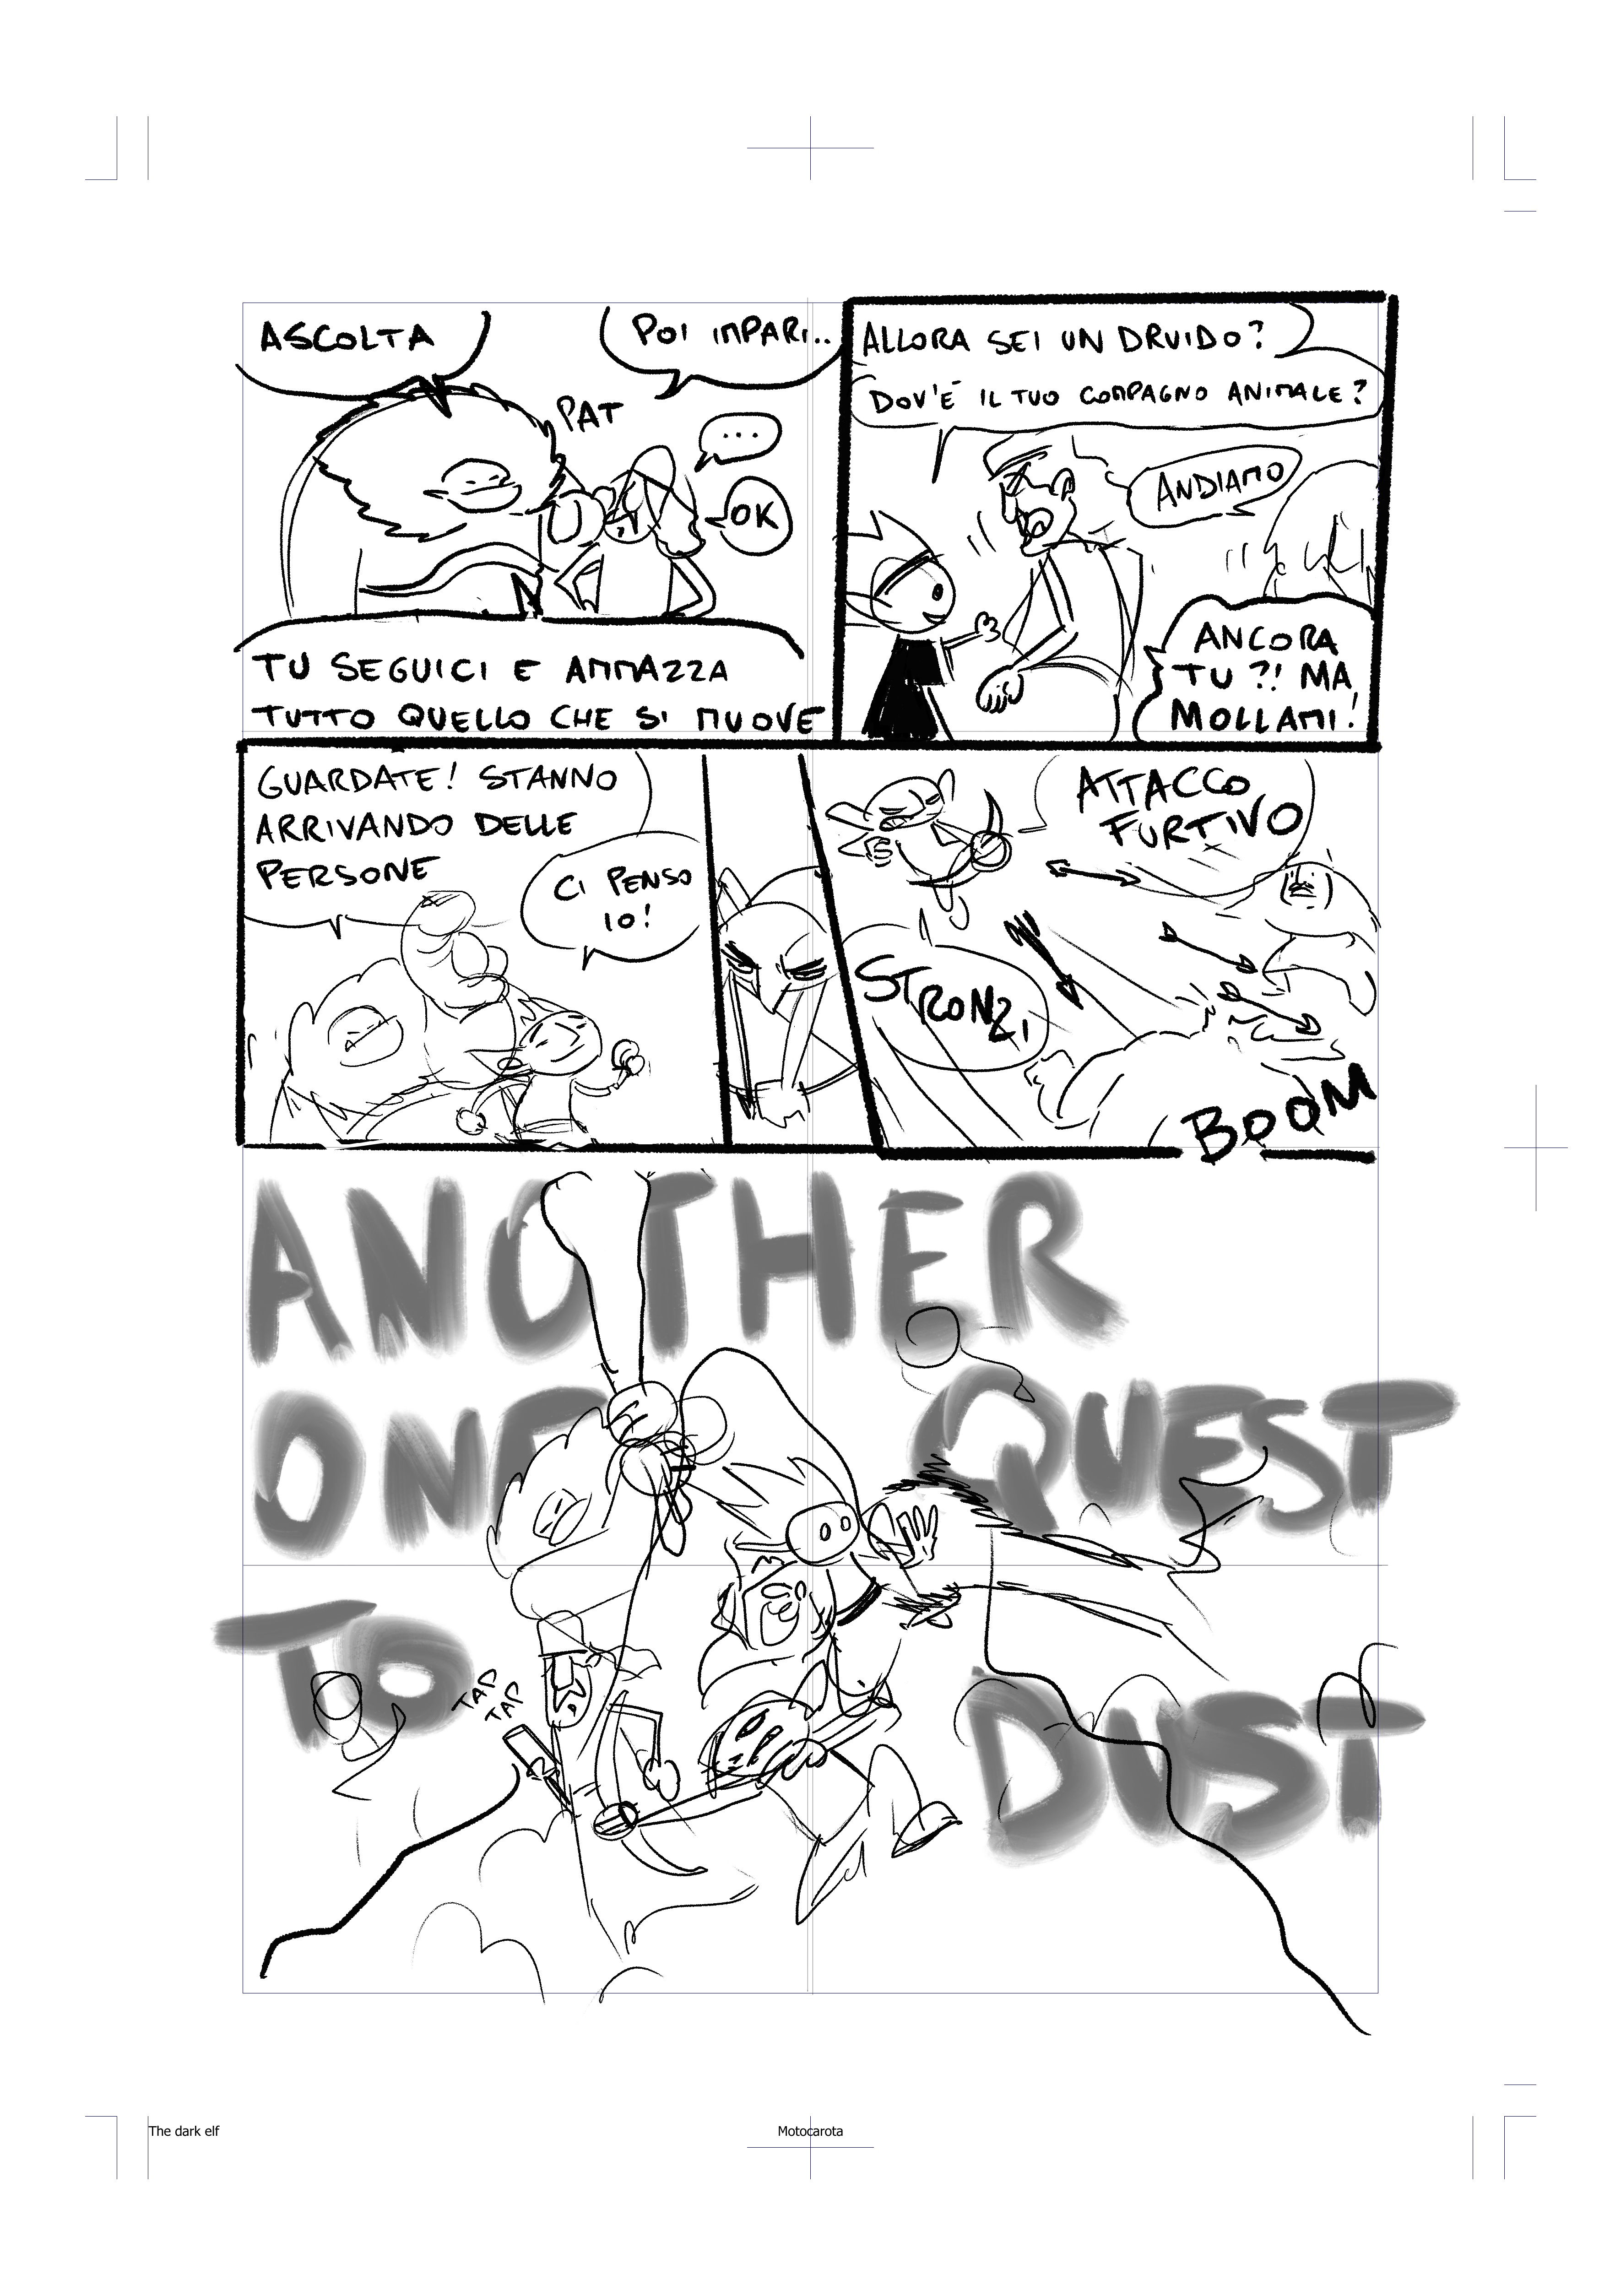 ASCOLTA
POI IMPARI..
PAT
...
OK
TU SEGUICI E AMMAZZA
TUTTO QUELLO CHE SI MUOVE
ALLORA SEI UN DRUIDO?
DOV'É IL TUO COMPAGNO ANIMALE?
ANDIAMO
ANCORA
TU?! MA
MOLLAMI!
GUARDATE! STANNO
ARRIVANDO DELLE
PERSONE
CI PENSO
IO!
ATTACCO
FURTIVO
STRONZI
BOOM
ANOTHER
ONE QUEST
TO DUST
TAP
TAP
The dark elf
Motocarota